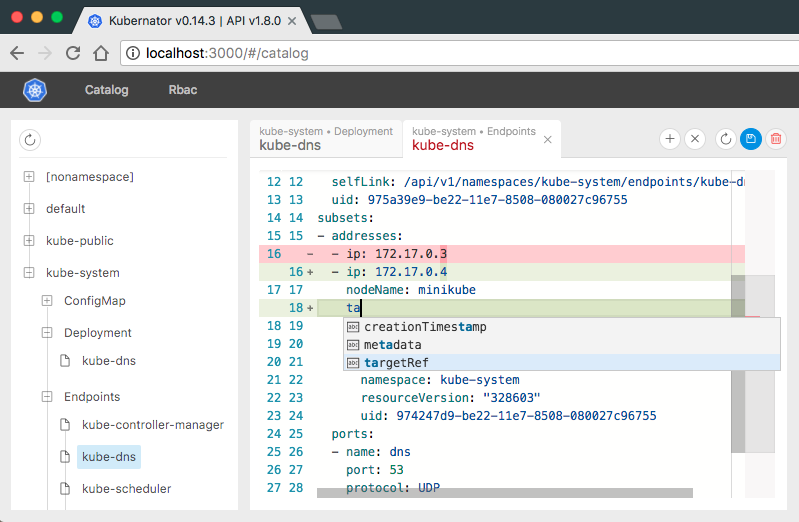 Kubernator v0.14.3 | API v1.8.0
localhost:3000/#/catalog
Catalog Rbac
[nonamespace]
default
kube-public
kube-system
ConfigMap
Deployment
kube-dns
Endpoints
kube-controller-manager
kube-dns
kube-scheduler
kube-system • Deployment
kube-dns
kube-system • Endpoints
kube-dns
12 12 selfLink: /api/v1/namespaces/kube-system/endpoints/kube-dn
13 13 uid: 975a39e9-be22-11e7-8508-080027c96755
14 14 subsets:
15 15 - addresses:
16 - - ip: 172.17.0.3
16 + - ip: 172.17.0.4
17 17 nodeName: minikube
18 + ta
18 19 creationTimestamp
19 20 metadata
20 21 targetRef
21 22 namespace: kube-system
22 23 resourceVersion: "328603"
23 24 uid: 974247d9-be22-11e7-8508-080027c96755
24 25 ports:
25 26 - name: dns
26 27 port: 53
27 28 protocol: UDP